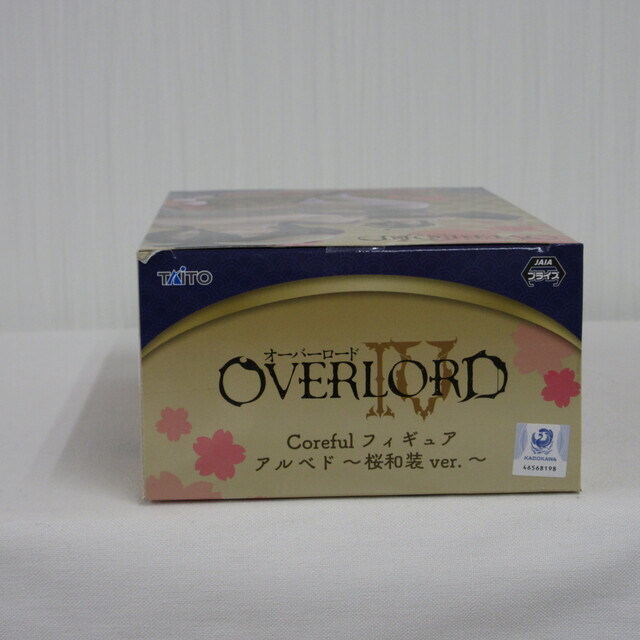 TAITO
JAIA
プライズ
オーバーロード
OVERLORD IV
Coreful フィギュア
アルベド ～桜和装 ver.～
KADOKAWA
46568198